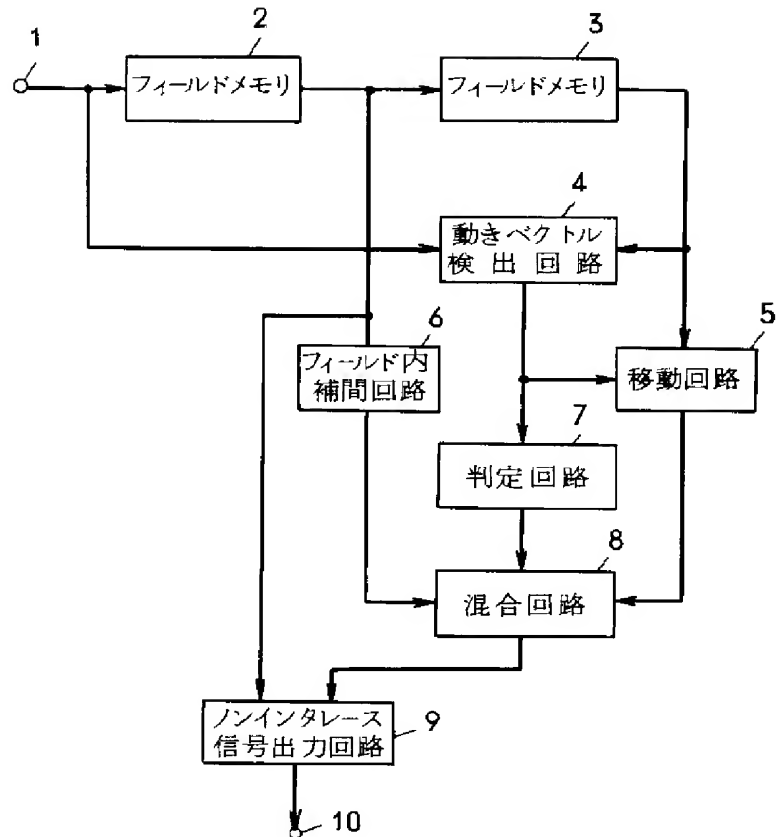 1
2
フィールドメモリ
3
フィールドメモリ
4
動きベクトル
検出回路
5
移動回路
6
フィールド内
補間回路
7
判定回路
8
混合回路
ノンインタレース
信号出力回路
9
10